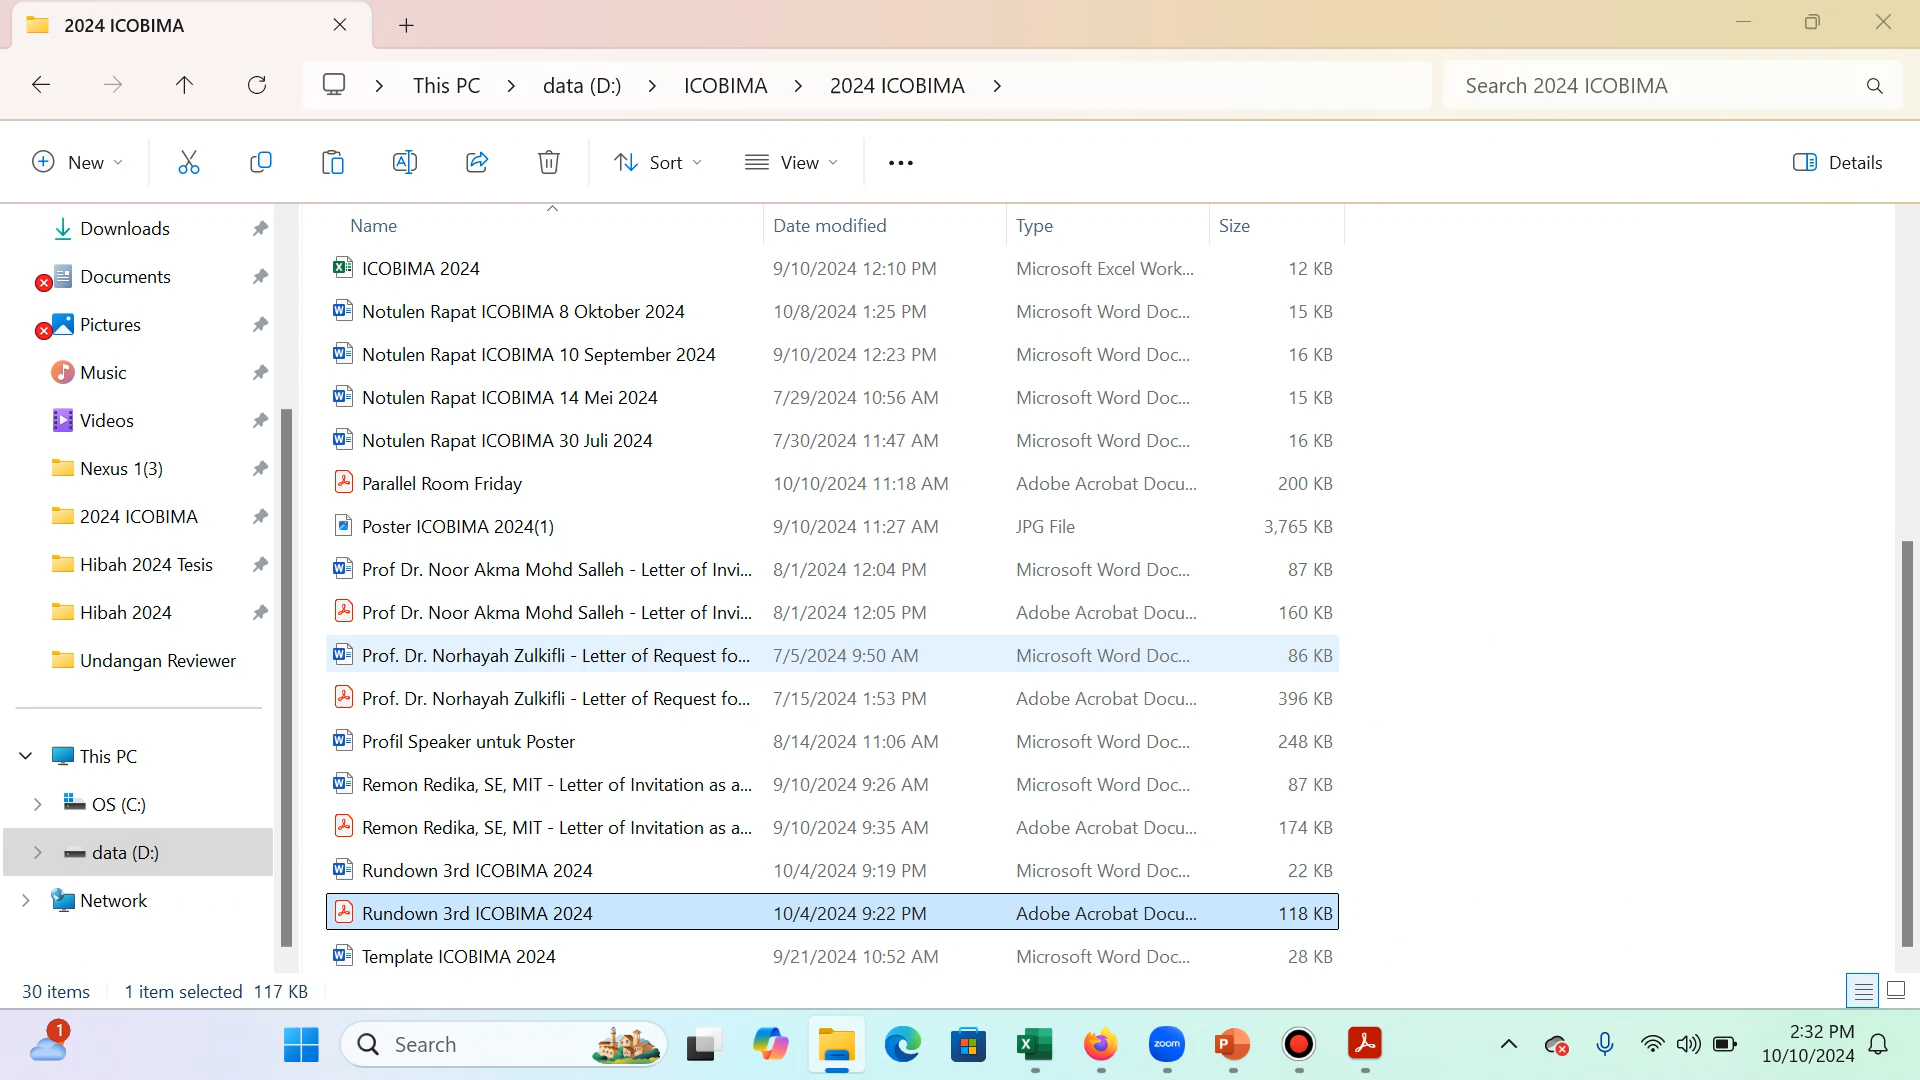 2024 ICOBIMA
This PC > data (D:) > ICOBIMA > 2024 ICOBIMA >
Search 2024 ICOBIMA
New
Sort
View
Details
Downloads
Documents
Pictures
Music
Videos
Nexus 1(3)
2024 ICOBIMA
Hibah 2024 Tesis
Hibah 2024
Undangan Reviewer
This PC
OS (C:)
data (D:)
Network
Name Date modified Type Size
ICOBIMA 2024 9/10/2024 12:10 PM Microsoft Excel Work... 12 KB
Notulen Rapat ICOBIMA 8 Oktober 2024 10/8/2024 1:25 PM Microsoft Word Doc... 15 KB
Notulen Rapat ICOBIMA 10 September 2024 9/10/2024 12:23 PM Microsoft Word Doc... 16 KB
Notulen Rapat ICOBIMA 14 Mei 2024 7/29/2024 10:56 AM Microsoft Word Doc... 15 KB
Notulen Rapat ICOBIMA 30 Juli 2024 7/30/2024 11:47 AM Microsoft Word Doc... 16 KB
Parallel Room Friday 10/10/2024 11:18 AM Adobe Acrobat Docu... 200 KB
Poster ICOBIMA 2024(1) 9/10/2024 11:27 AM JPG File 3,765 KB
Prof Dr. Noor Akma Mohd Salleh - Letter of Invi... 8/1/2024 12:04 PM Microsoft Word Doc... 87 KB
Prof Dr. Noor Akma Mohd Salleh - Letter of Invi... 8/1/2024 12:05 PM Adobe Acrobat Docu... 160 KB
Prof. Dr. Norhayah Zulkifli - Letter of Request fo... 7/5/2024 9:50 AM Microsoft Word Doc... 86 KB
Prof. Dr. Norhayah Zulkifli - Letter of Request fo... 7/15/2024 1:53 PM Adobe Acrobat Docu... 396 KB
Profil Speaker untuk Poster 8/14/2024 11:06 AM Microsoft Word Doc... 248 KB
Remon Redika, SE, MIT - Letter of Invitation as a... 9/10/2024 9:26 AM Microsoft Word Doc... 87 KB
Remon Redika, SE, MIT - Letter of Invitation as a... 9/10/2024 9:35 AM Adobe Acrobat Docu... 174 KB
Rundown 3rd ICOBIMA 2024 10/4/2024 9:19 PM Microsoft Word Doc... 22 KB
Rundown 3rd ICOBIMA 2024 10/4/2024 9:22 PM Adobe Acrobat Docu... 118 KB
Template ICOBIMA 2024 9/21/2024 10:52 AM Microsoft Word Doc... 28 KB
30 items 1 item selected 117 KB
1
Search
zoom
2:32 PM
10/10/2024